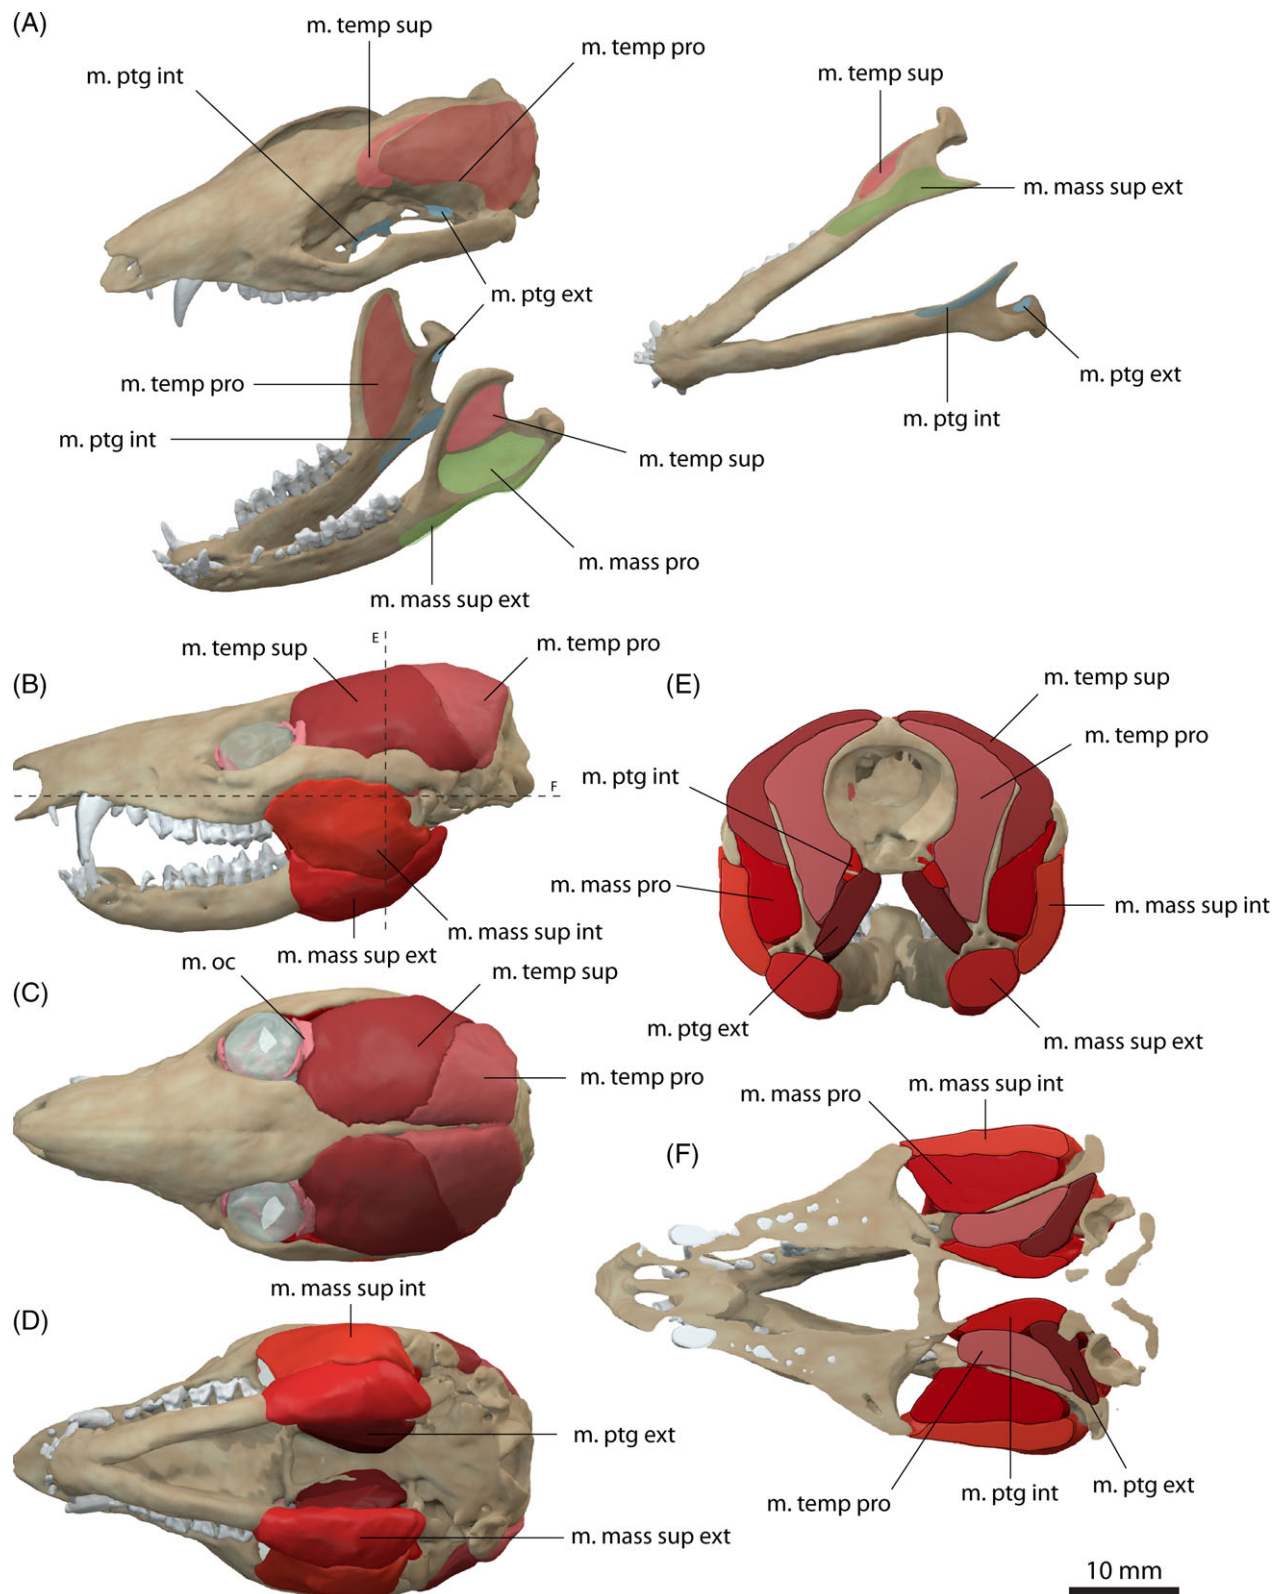 (A)
m. temp sup
m. temp pro
m. ptg int
m. ptg ext
m. temp pro
m. ptg int
m. temp sup
m. mass pro
m. mass sup ext
m. temp sup
m. mass sup ext
m. ptg ext
m. ptg int
(B)
E
m. temp sup
m. temp pro
F
m. mass sup int
m. mass sup ext
(C)
m. oc
m. temp sup
m. temp pro
(D)
m. mass sup int
m. ptg ext
m. mass sup ext
(E)
m. temp sup
m. temp pro
m. ptg int
m. mass pro
m. mass sup int
m. ptg ext
m. mass sup ext
(F)
m. mass sup int
m. mass pro
m. temp pro
m. ptg int
m. ptg ext
10 mm